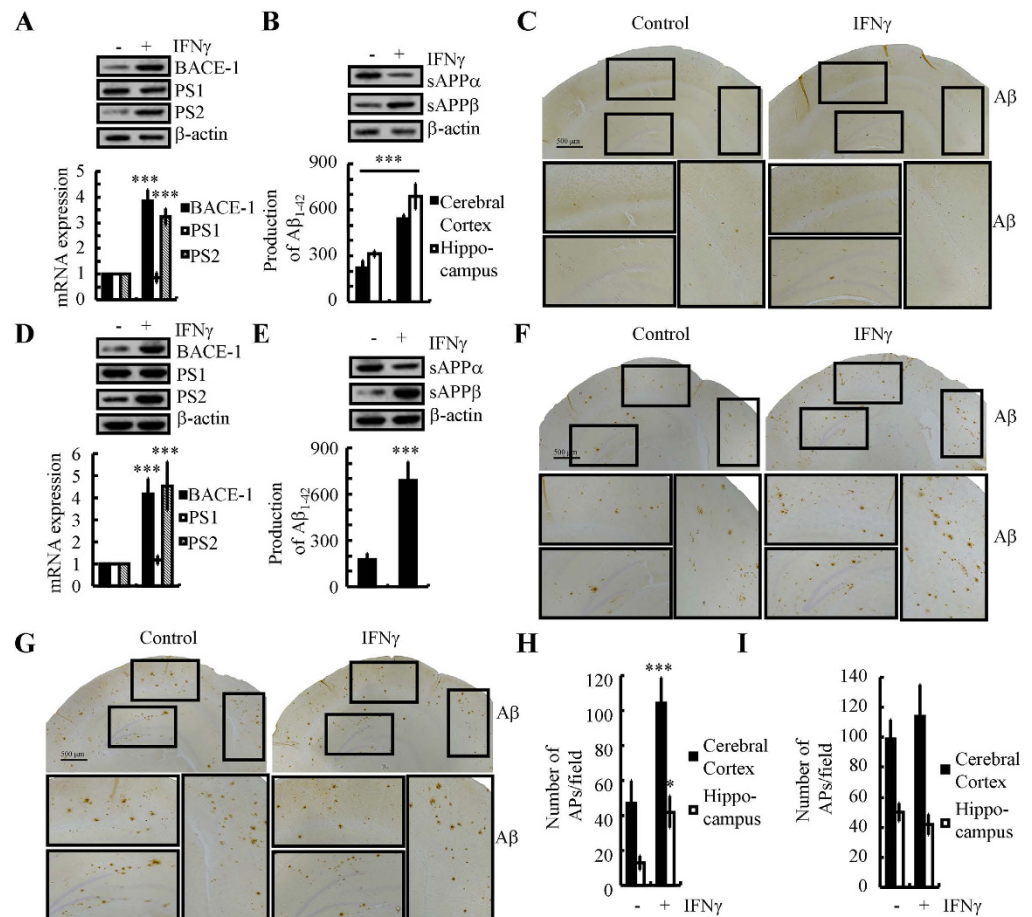 A
- + IFNγ
BACE-1
PS1
PS2
β-actin
mRNA expression
5
4
3
2
1
0
*** ***
BACE-1
PS1
PS2
B
- + IFNγ
sAPPα
sAPPβ
β-actin
Production
of Aβ1-42
900
600
300
0
***
Cerebral
Cortex
Hippo-
campus
C
Control IFNγ
500 μm
Aβ
Aβ
D
- + IFNγ
BACE-1
PS1
PS2
β-actin
mRNA expression
6
5
4
3
2
1
0
*** ***
BACE-1
PS1
PS2
E
- + IFNγ
sAPPα
sAPPβ
β-actin
Production
of Aβ1-42
900
600
300
0
***
F
Control IFNγ
500 μm
Aβ
Aβ
G
Control IFNγ
500 μm
Aβ
Aβ
H
Number of
APs/field
120
100
80
60
40
20
0
***
*
Cerebral
Cortex
Hippo-
campus
- + IFNγ
I
Number of
APs/field
140
120
100
80
60
40
20
0
Cerebral
Cortex
Hippo-
campus
- + IFNγ